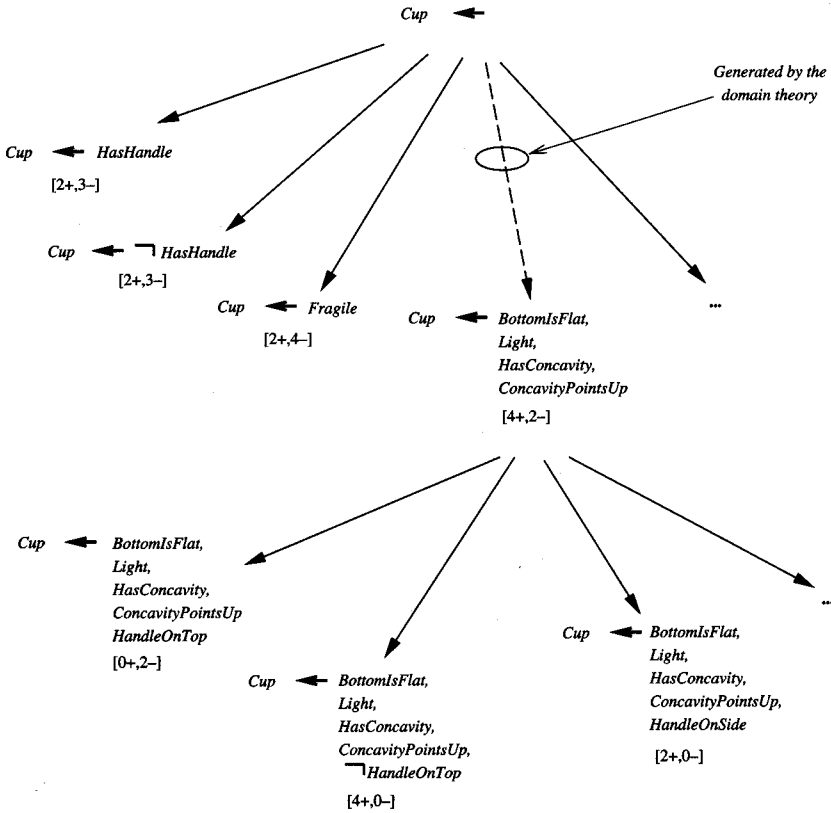 Cup ←
Generated by the
domain theory
Cup ← HasHandle
[2+,3–]
Cup ← ¬ HasHandle
[2+,3–]
Cup ← Fragile
[2+,4–]
...
Cup ← BottomIsFlat,
Light,
HasConcavity,
ConcavityPointsUp
[4+,2–]
Cup ← BottomIsFlat,
Light,
HasConcavity,
ConcavityPointsUp
HandleOnTop
[0+,2–]
Cup ← BottomIsFlat,
Light,
HasConcavity,
ConcavityPointsUp,
¬HandleOnTop
[4+,0–]
Cup ← BottomIsFlat,
Light,
HasConcavity,
ConcavityPointsUp,
HandleOnSide
[2+,0–]
...